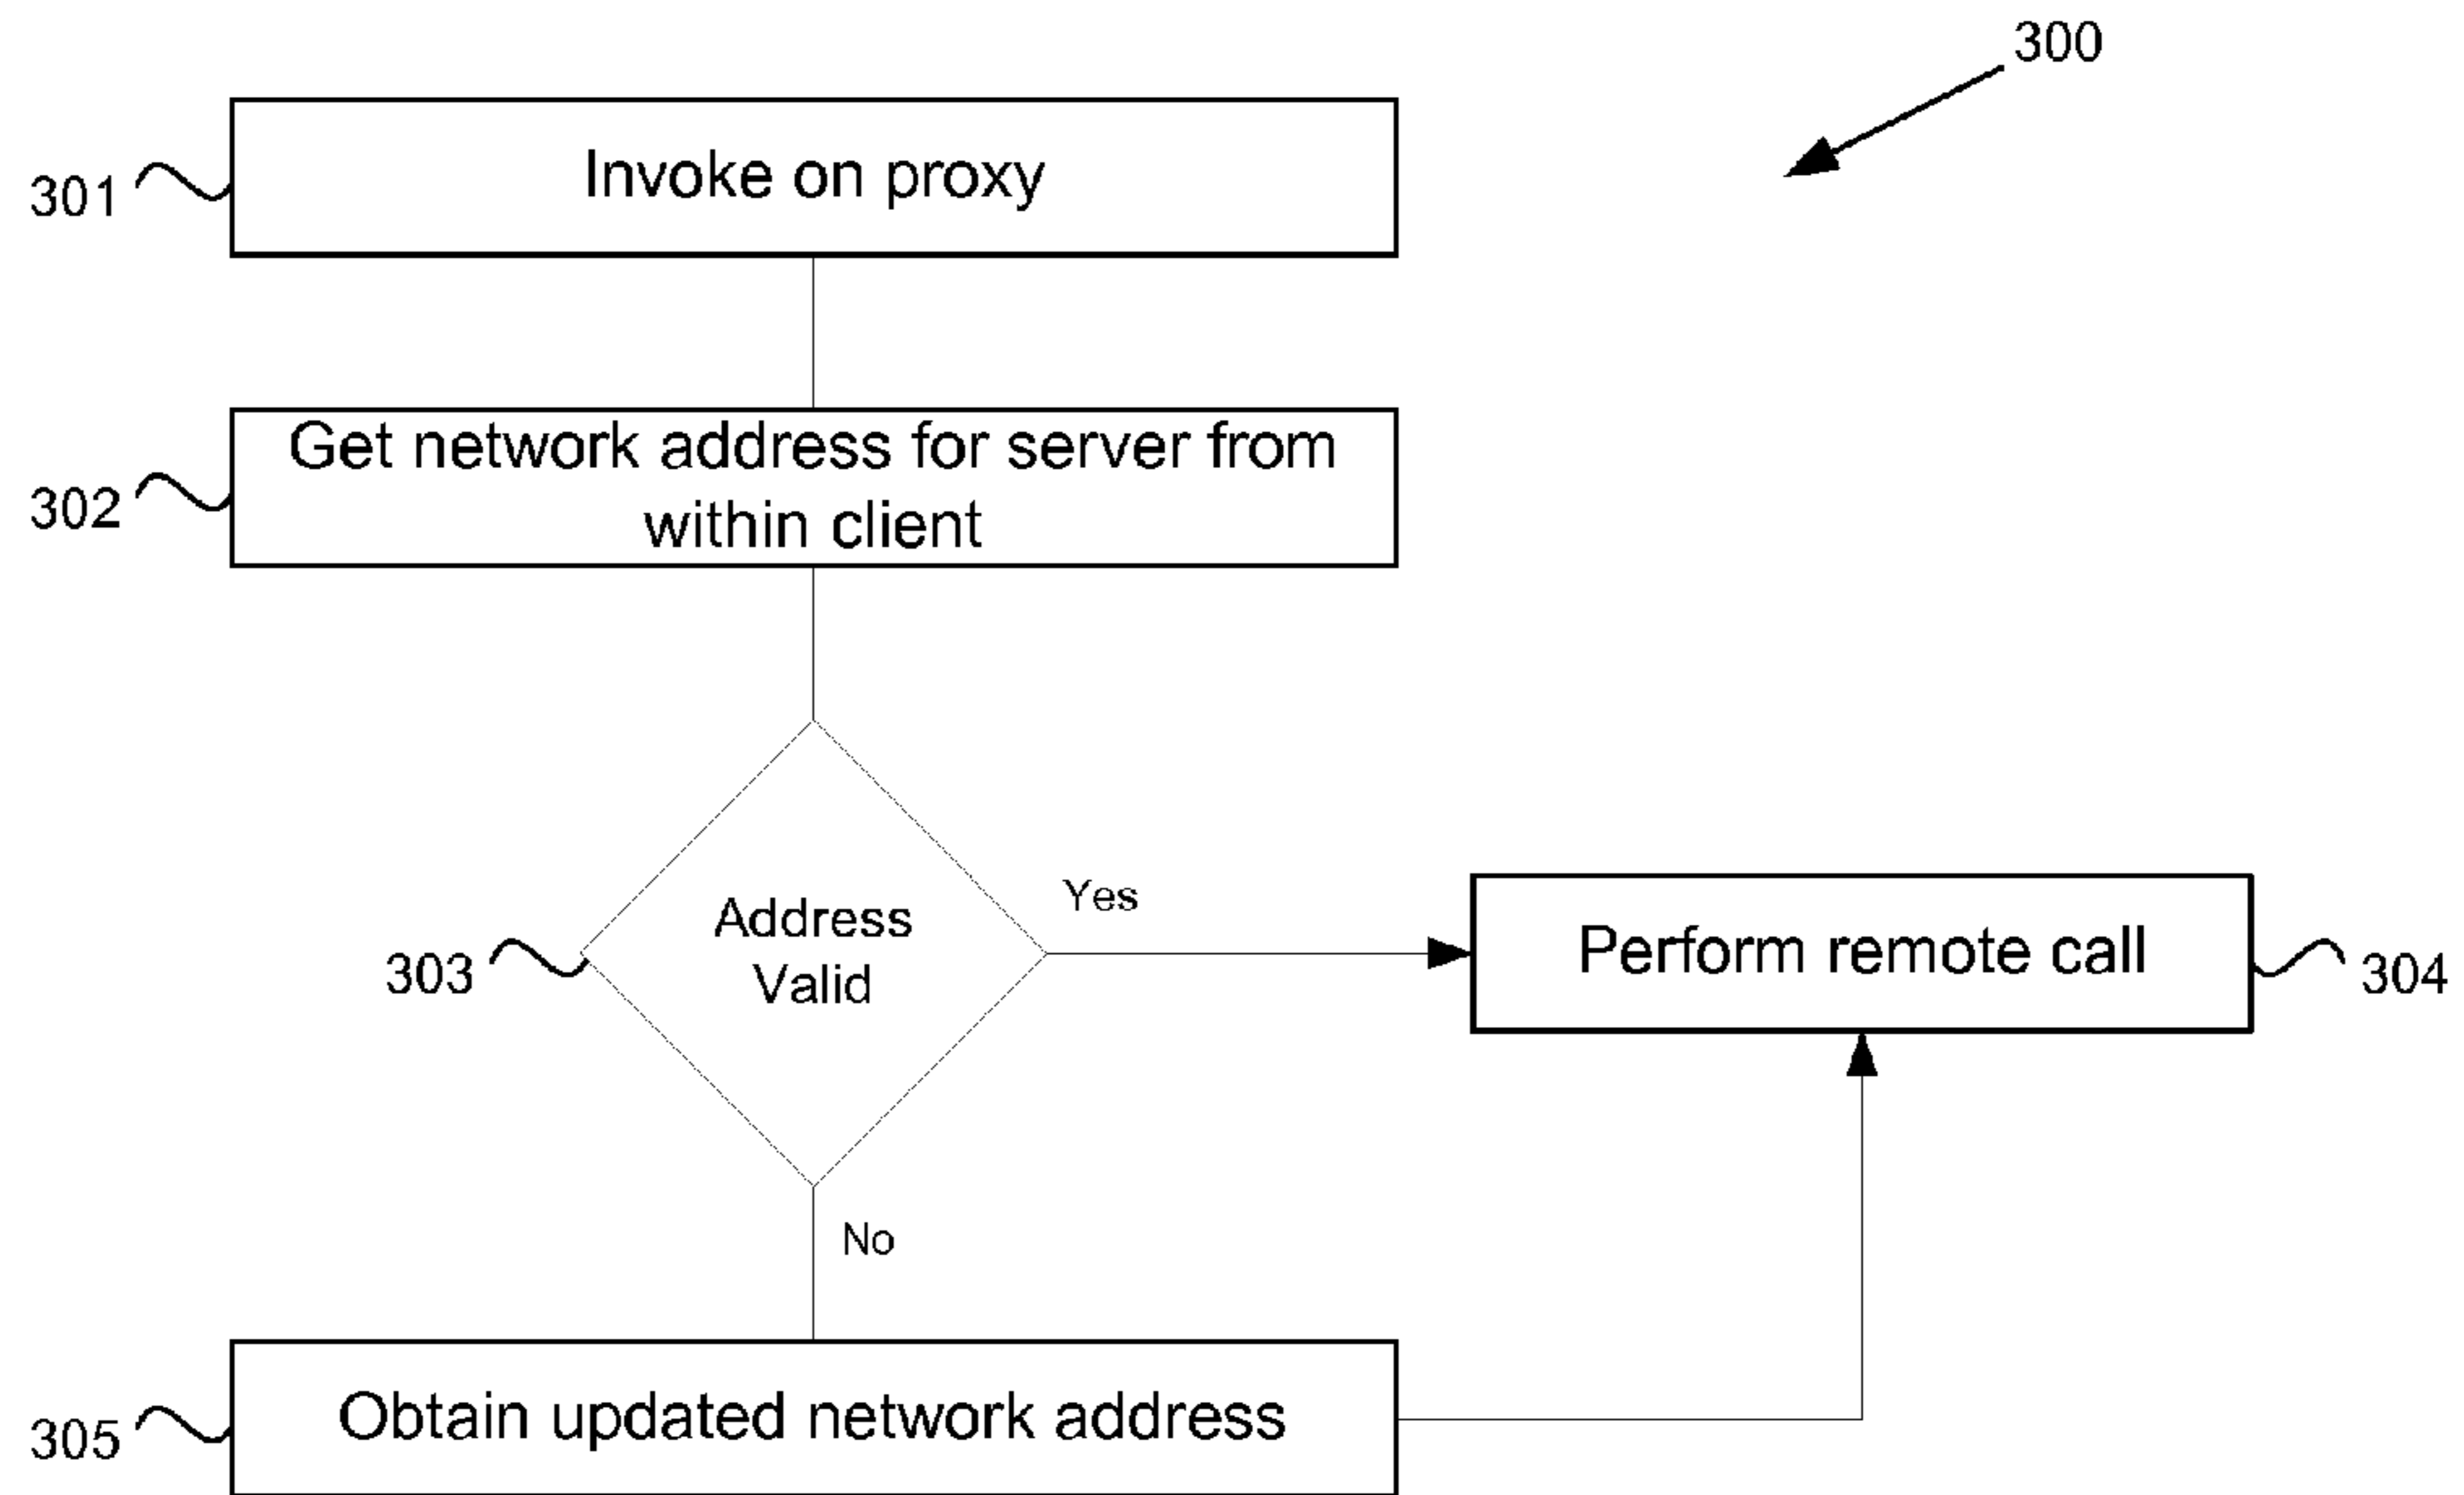 300
301
Invoke on proxy
302
Get network address for server from
within client
303
Address
Valid
Yes
Perform remote call
304
No
305
Obtain updated network address